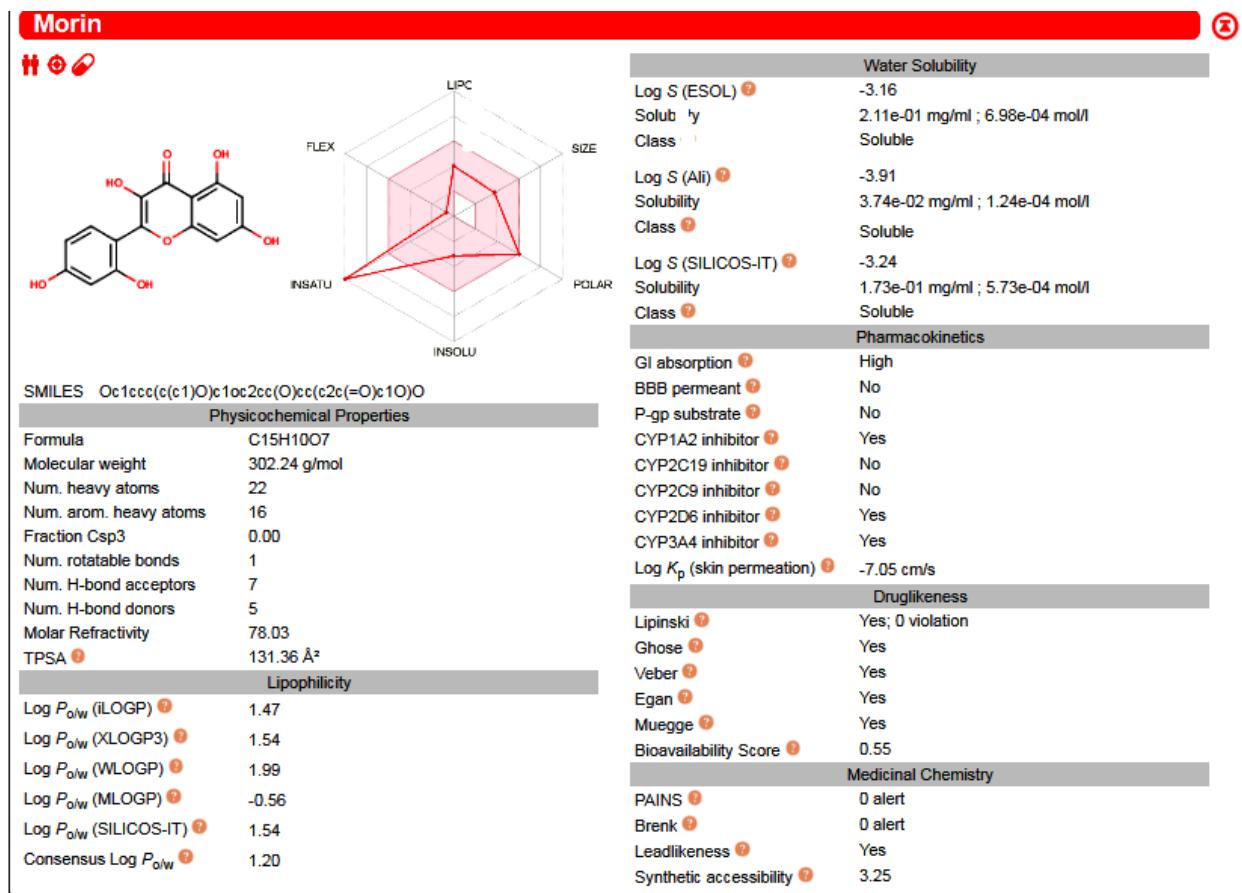 Morin
LIPO
FLEX
SIZE
OH
HO
O
OH
O
OH
HO
OH
INSATU
POLAR
INSOLU
SMILES Oc1ccc(c(c1)O)c1oc2cc(O)cc(c2c(=O)c1O)O
Physicochemical Properties
Formula C15H10O7
Molecular weight 302.24 g/mol
Num. heavy atoms 22
Num. arom. heavy atoms 16
Fraction Csp3 0.00
Num. rotatable bonds 1
Num. H-bond acceptors 7
Num. H-bond donors 5
Molar Refractivity 78.03
TPSA ? 131.36 Å²
Lipophilicity
Log Po/w (iLOGP) ? 1.47
Log Po/w (XLOGP3) ? 1.54
Log Po/w (WLOGP) ? 1.99
Log Po/w (MLOGP) ? -0.56
Log Po/w (SILICOS-IT) ? 1.54
Consensus Log Po/w ? 1.20
Water Solubility
Log S (ESOL) ? -3.16
2.11e-01 mg/ml ; 6.98e-04 mol/l
Class Soluble
Log S (Ali) ? -3.91
Solubility 3.74e-02 mg/ml ; 1.24e-04 mol/l
Class ? Soluble
Log S (SILICOS-IT) ? -3.24
Solubility 1.73e-01 mg/ml ; 5.73e-04 mol/l
Class ? Soluble
Pharmacokinetics
GI absorption ? High
BBB permeant ? No
P-gp substrate ? No
CYP1A2 inhibitor ? Yes
CYP2C19 inhibitor ? No
CYP2C9 inhibitor ? No
CYP2D6 inhibitor ? Yes
CYP3A4 inhibitor ? Yes
Log Kp (skin permeation) ? -7.05 cm/s
Druglikeness
Lipinski ? Yes; 0 violation
Ghose ? Yes
Veber ? Yes
Egan ? Yes
Muegge ? Yes
Bioavailability Score ? 0.55
Medicinal Chemistry
PAINS ? 0 alert
Brenk ? 0 alert
Leadlikeness ? Yes
Synthetic accessibility ? 3.25